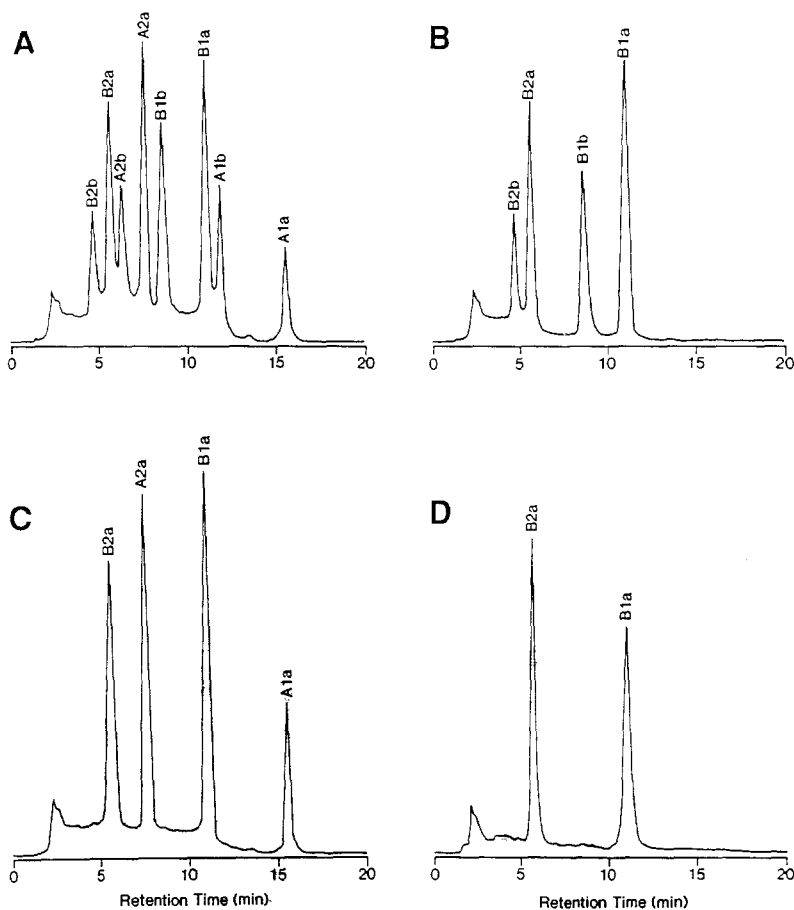 A
B2b
B2a
A2b
A2a
B1b
B1a
A1b
A1a
0 5 10 15 20
B
B2b
B2a
B1b
B1a
0 5 10 15 20
C
B2a
A2a
B1a
A1a
0 5 10 15 20
Retention Time (min)
D
B2a
B1a
0 5 10 15 20
Retention Time (min)